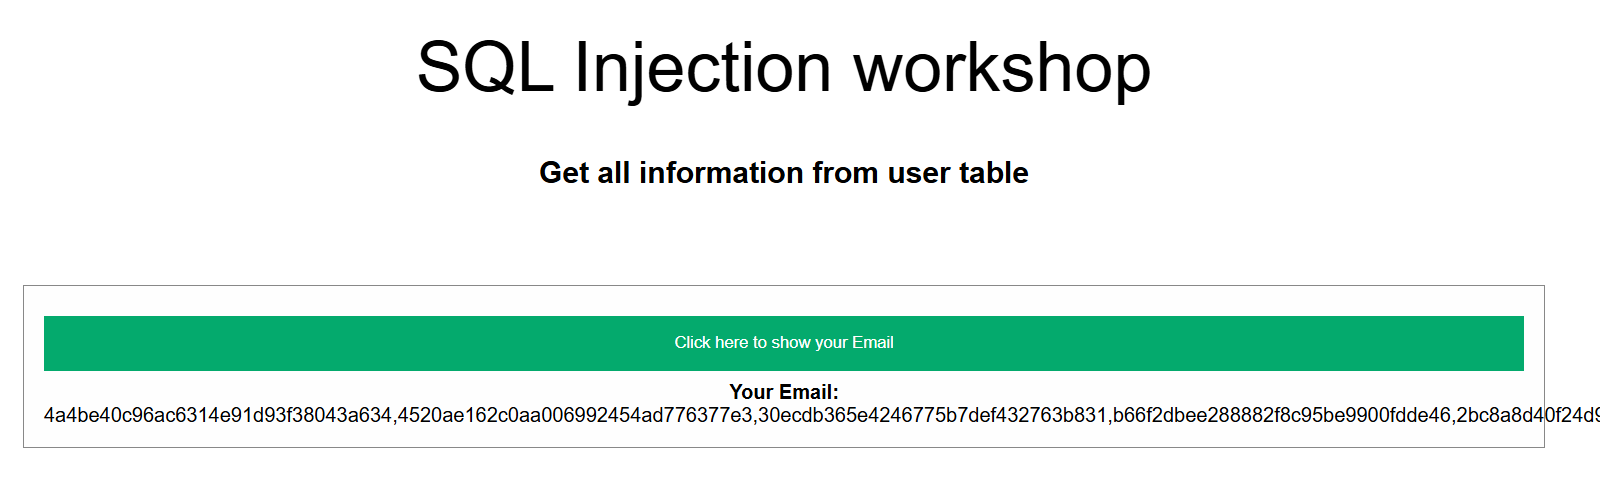 SQL Injection workshop
Get all information from user table
Click here to show your Email
Your Email:
4a4be40c96ac6314e91d93f38043a634,4520ae162c0aa006992454ad776377e3,30ecdb365e4246775b7def432763b831,b66f2dbee288882f8c95be9900fdde46,2bc8a8d40f24d9